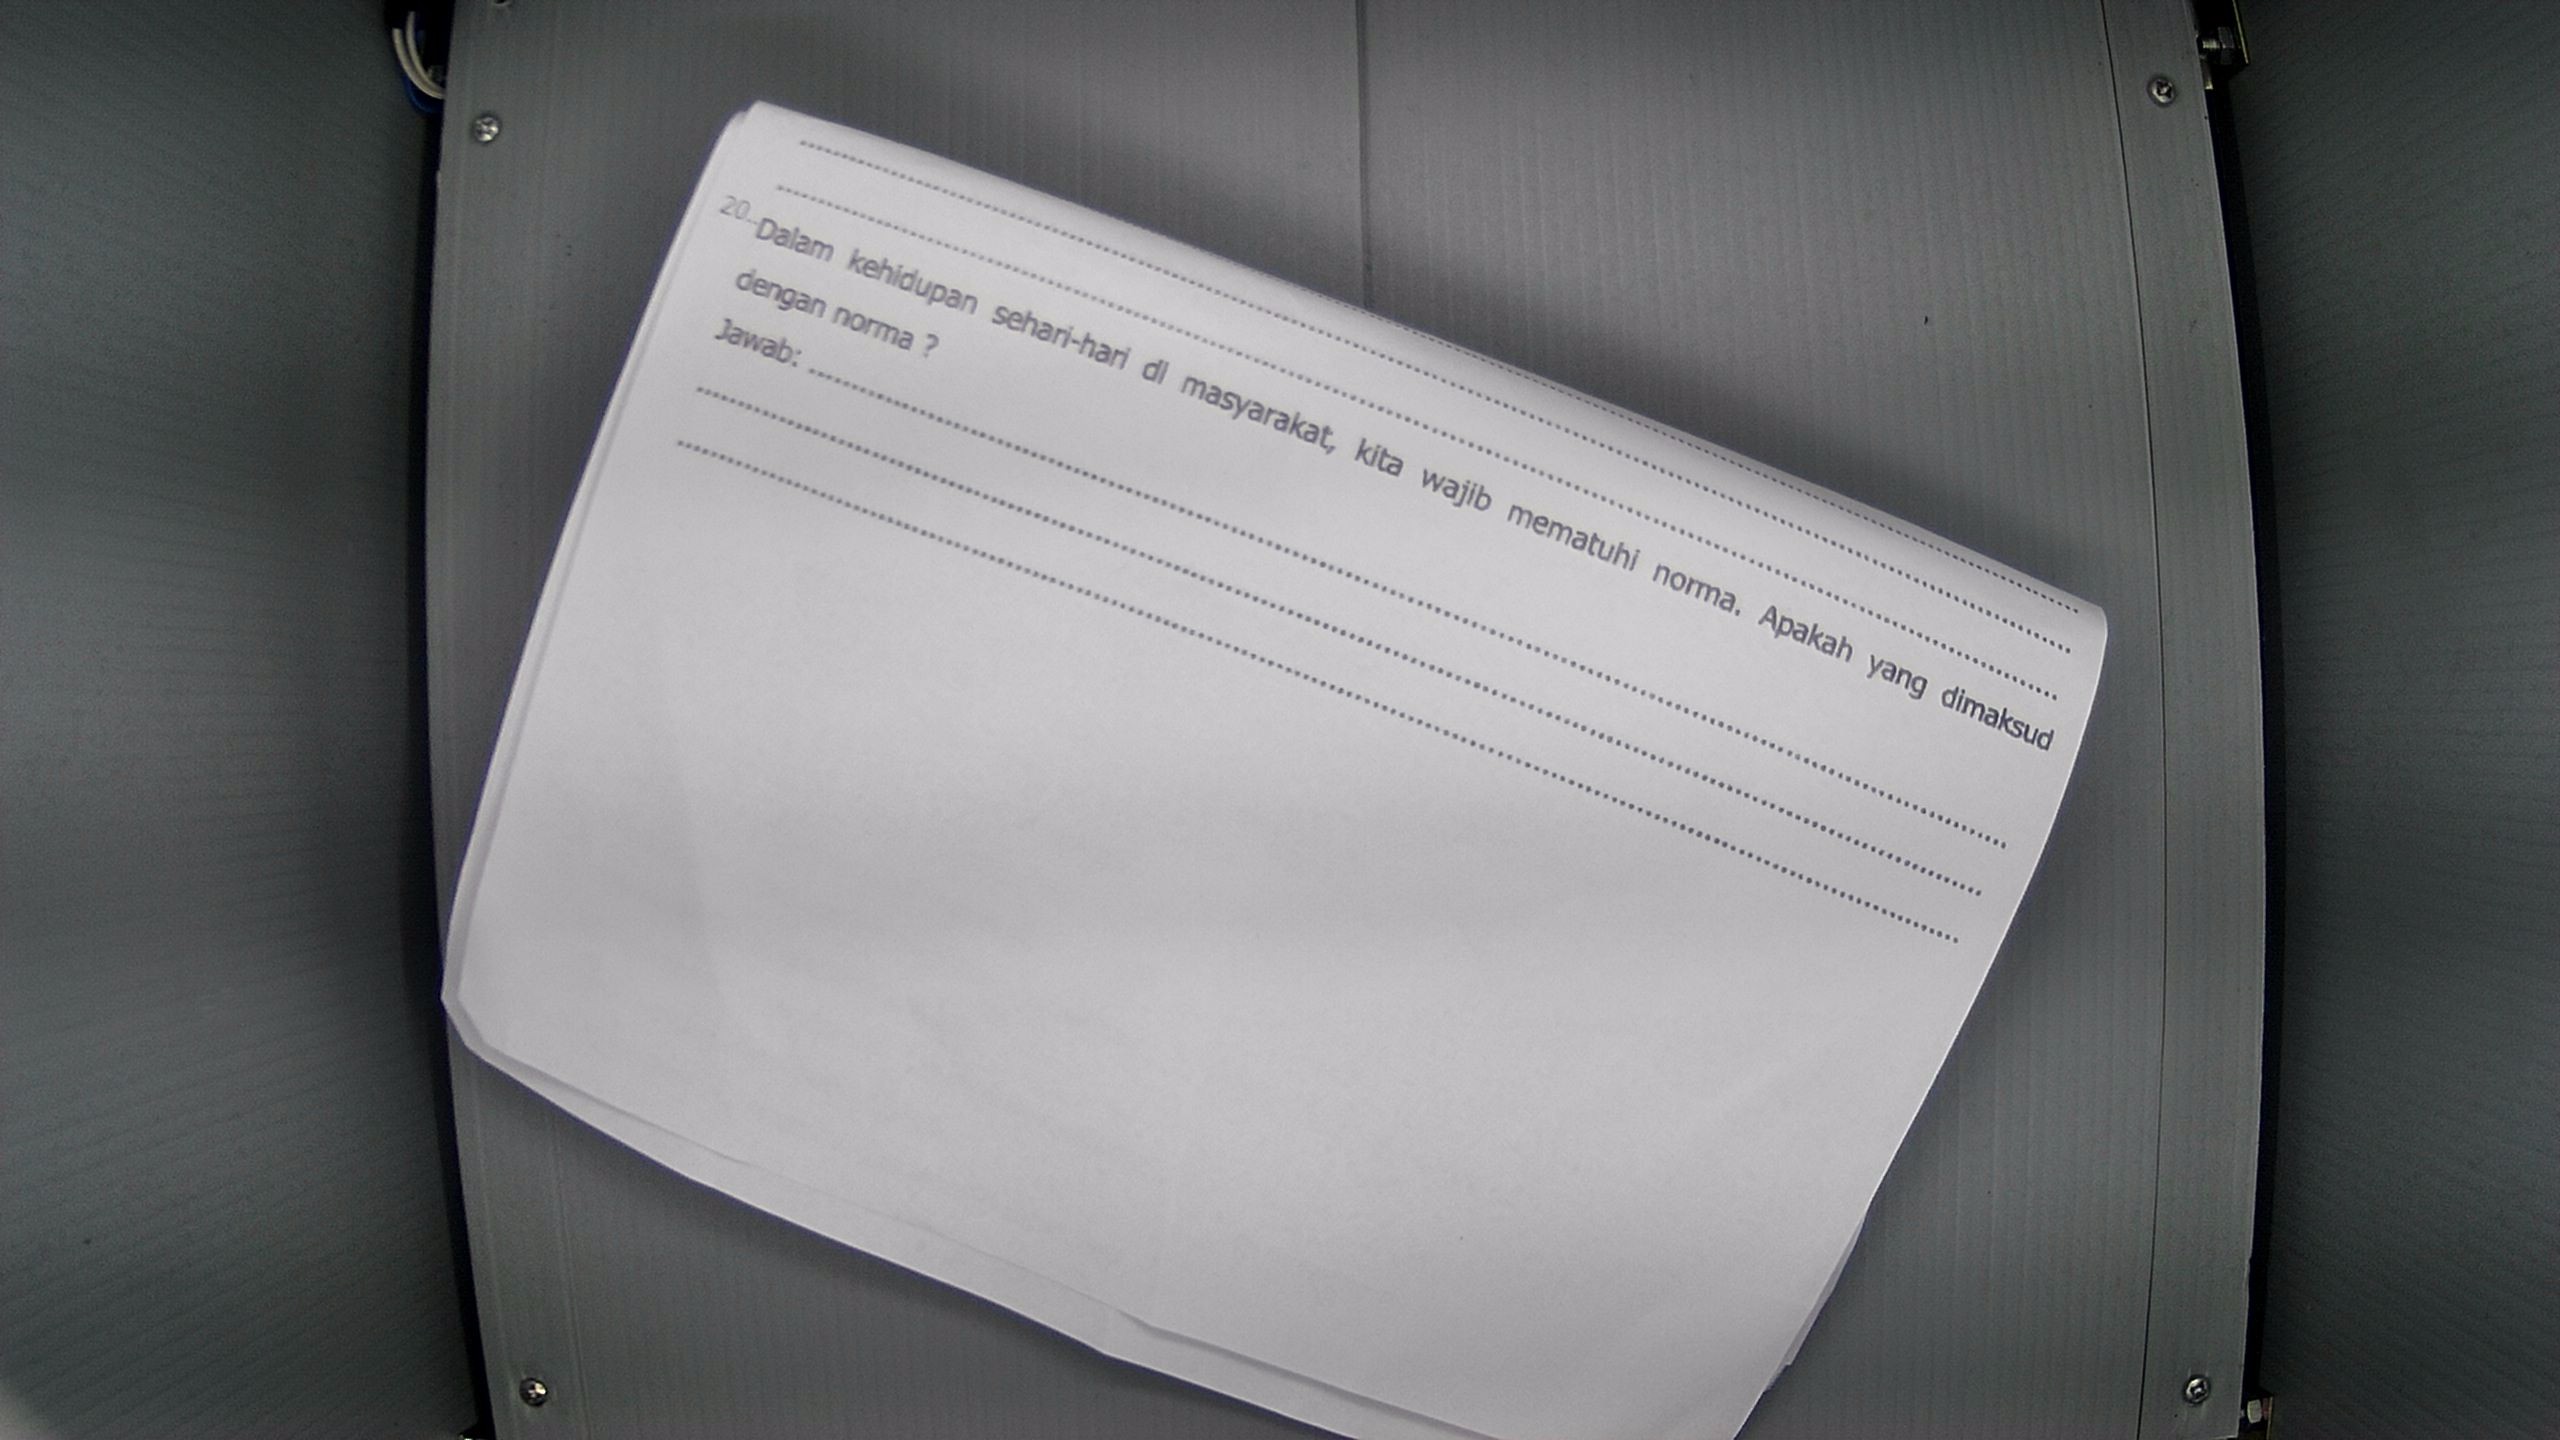 ........................................................................
........................................................................
20. Dalam kehidupan sehari-hari di masyarakat, kita wajib mematuhi norma. Apakah yang dimaksud
dengan norma ?
Jawab: ........................................................................
........................................................................
........................................................................